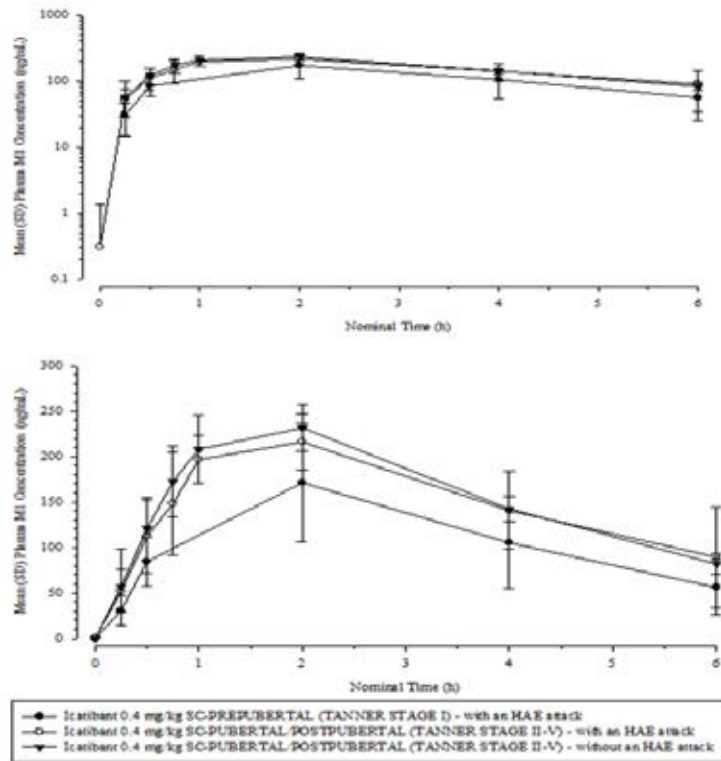 Mean (SD) Plasma M1 Concentration (ng/mL)
1000
100
10
1
0.1
0 1 2 3 4 5 6
Nominal Time (h)
Mean (SD) Plasma M1 Concentration (ng/mL)
300
250
200
150
100
50
0
0 1 2 3 4 5 6
Nominal Time (h)
Icatibant 0.4 mg/kg SC-PREPUBERTAL (TANNER STAGE I) - with an HAE attack
Icatibant 0.4 mg/kg SC-PUBERTAL/POSTPUBERTAL (TANNER STAGE II-V) - with an HAE attack
Icatibant 0.4 mg/kg SC-PUBERTAL/POSTPUBERTAL (TANNER STAGE II-V) - without an HAE attack